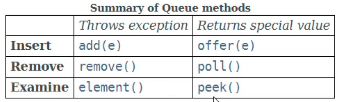 Summary of Queue methods
Throws exception Returns special value
Insert add(e) offer(e)
Remove remove() poll()
Examine element() peek()